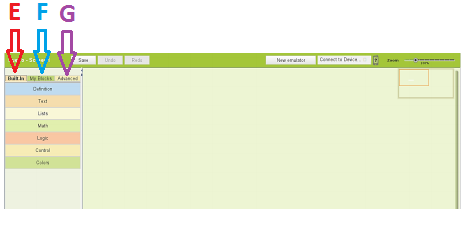 E F G
Save Undo Redo New emulator Connect to Device ...
Built-In My Blocks Advanced
Definition
Text
Lists
Math
Logic
Control
Colors